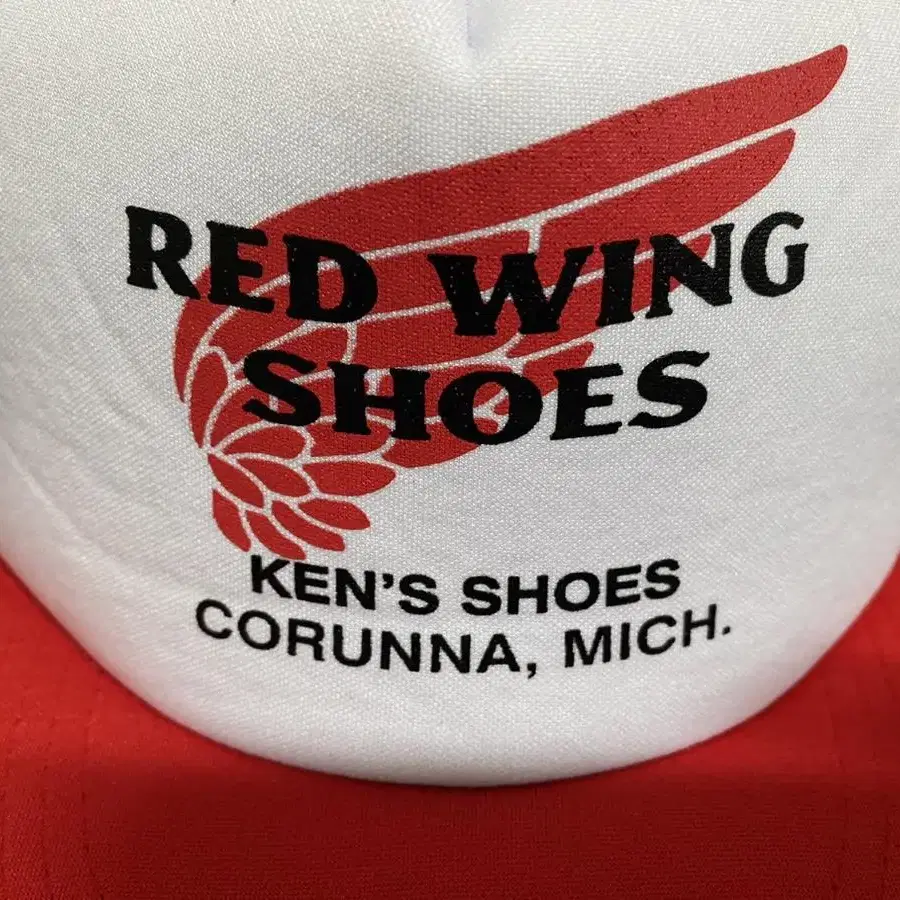 RED WING
SHOES
KEN'S SHOES
CORUNNA, MICH.